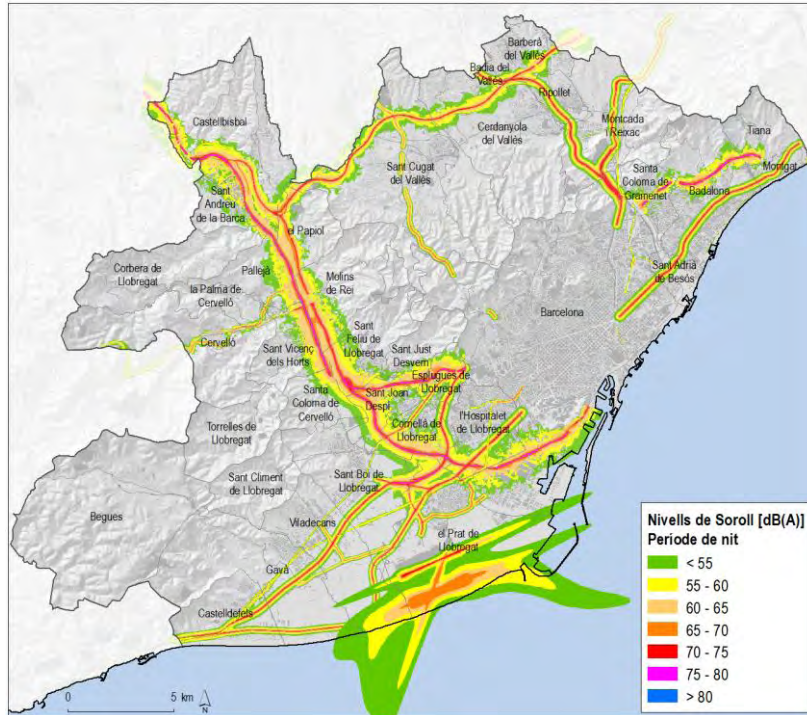 Barberà
del Vallès
Badia del
Vallès
Ripollet
Castellbisbal
Montcada
i Reixac
Tiana
Cerdanyola
del Vallès
Sant Cugat
del Vallès
Santa
Coloma de
Gramenet
Montgat
Badalona
Sant
Andreu
de la Barca
el Papiol
Corbera de
Llobregat
Pallejà
Molins
de Rei
la Palma de
Cervelló
Sant Adrià
de Besòs
Barcelona
Cervelló
Sant
Feliu de
Llobregat
Sant Just
Desvern
Sant Vicenç
dels Horts
Esplugues de
Llobregat
Santa
Coloma de
Cervelló
Sant Joan
Despí
Cornellà de
Llobregat
l'Hospitalet
de Llobregat
Torrelles de
Llobregat
Sant Climent
de Llobregat
Sant Boi de
Llobregat
Begues
Viladecans
el Prat de
Llobregat
Gavà
Castelldefels
0 5 km
N
Nivells de Soroll [dB(A)]
Periode de nit
< 55
55 - 60
60 - 65
65 - 70
70 - 75
75 - 80
> 80